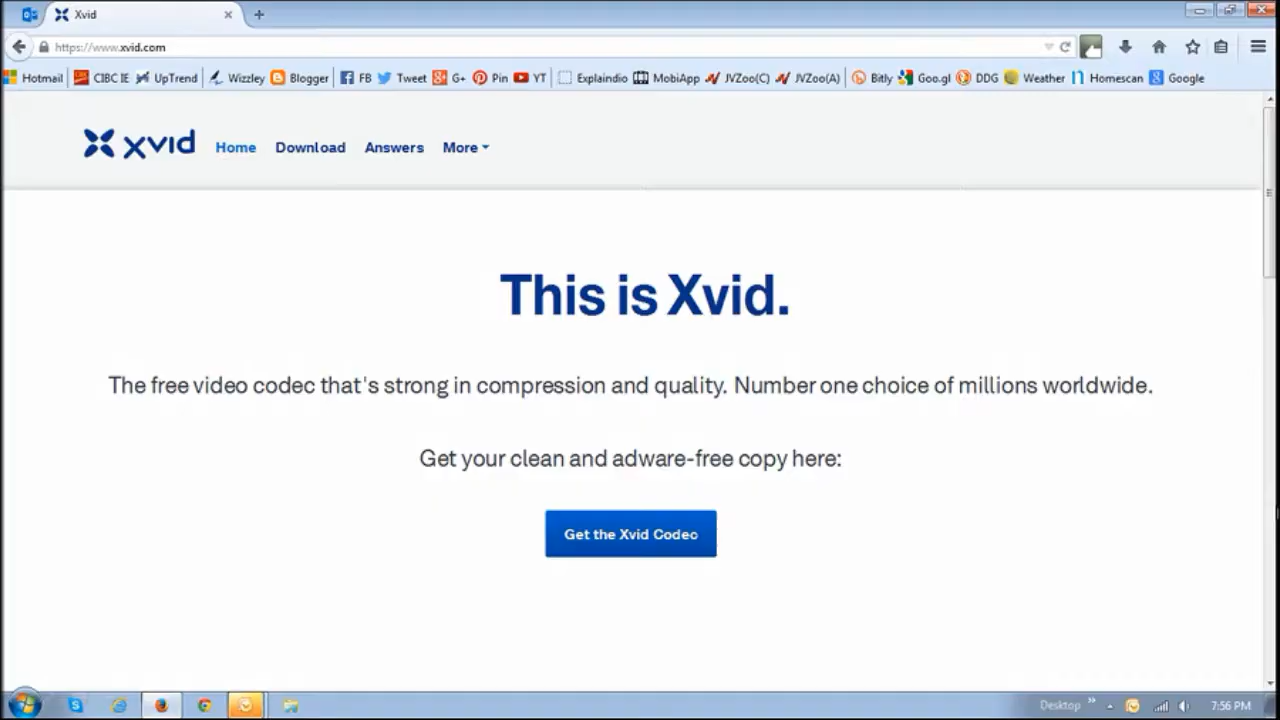 Xvid
https://www.xvid.com
Hotmail CIBC IE UpTrend Wizzley Blogger FB Tweet G+ Pin YT Explaindio MobiApp JVZoo(C) JVZoo(A) Bitly Goo.gl DDG Weather Homescan Google
xvid Home Download Answers More
This is Xvid.
The free video codec that's strong in compression and quality. Number one choice of millions worldwide.
Get your clean and adware-free copy here:
Get the Xvid Codec
Desktop 7:56 PM